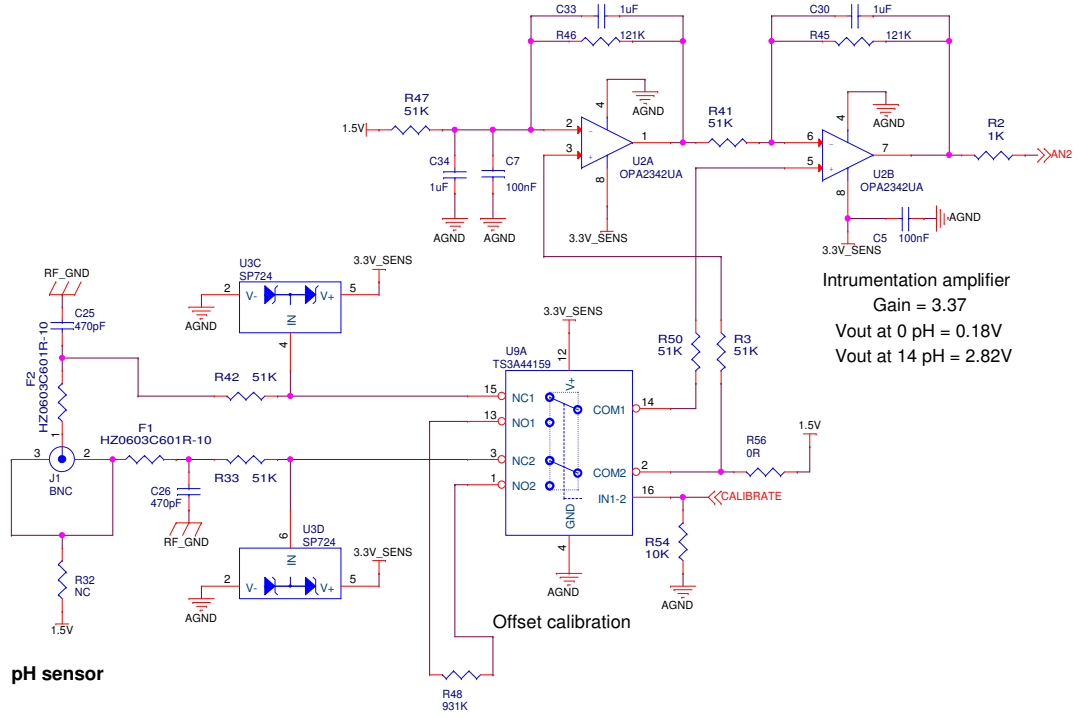 C33 1uF
R46 121K
C30 1uF
R45 121K
R47
51K
1.5V
2
3
4
AGND
1
U2A
OPA2342UA
8
3.3V_SENS
C34
1uF
C7
100nF
AGND
AGND
R41
51K
6
5
4
AGND
7
U2B
OPA2342UA
8
3.3V_SENS
C5 100nF
AGND
R2
1K
AN2
Intrumentation amplifier
Gain = 3.37
Vout at 0 pH = 0.18V
Vout at 14 pH = 2.82V
RF_GND
C25
470pF
F2
HZ0603C601R-10
U3C
SP724
3.3V_SENS
2 V- V+ 5
IN
4
AGND
R42 51K
3 1 2
J1
BNC
F1
HZ0603C601R-10
C26
470pF
RF_GND
R33 51K
R32
NC
1.5V
U3D
SP724
3.3V_SENS
6
IN
2 V- V+ 5
AGND
3.3V_SENS
12
U9A
TS3A44159
V+
15 NC1
13 NO1
3 NC2
1 NO2
COM1 14
COM2 2
IN1-2 16
GND
4
AGND
R50
51K
R3
51K
R56
0R
1.5V
CALIBRATE
R54
10K
AGND
Offset calibration
R48
931K
pH sensor